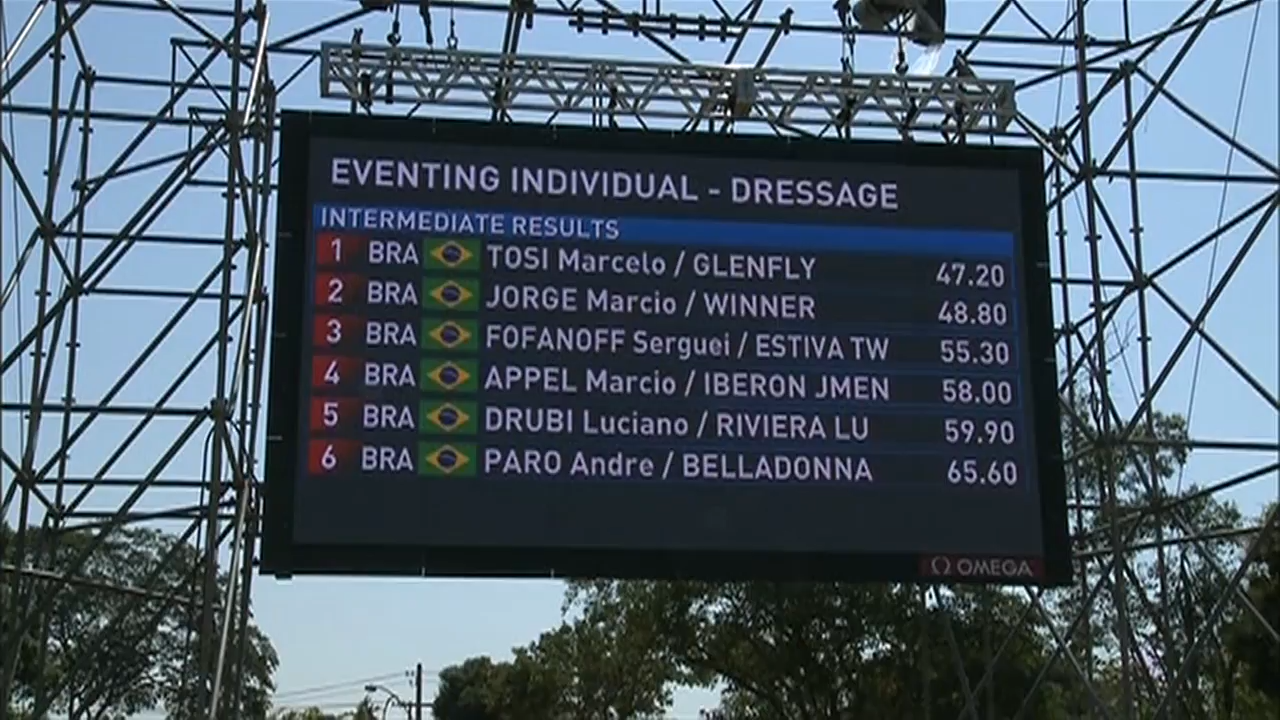 EVENTING INDIVIDUAL - DRESSAGE
INTERMEDIATE RESULTS
1 BRA TOSI Marcelo / GLENFLY 47.20
2 BRA JORGE Marcio / WINNER 48.80
3 BRA FOFANOFF Serguei / ESTIVA TW 55.30
4 BRA APPEL Marcio / IBERON JMEN 58.00
5 BRA DRUBI Luciano / RIVIERA LU 59.90
6 BRA PARO Andre / BELLADONNA 65.60
Ω OMEGA